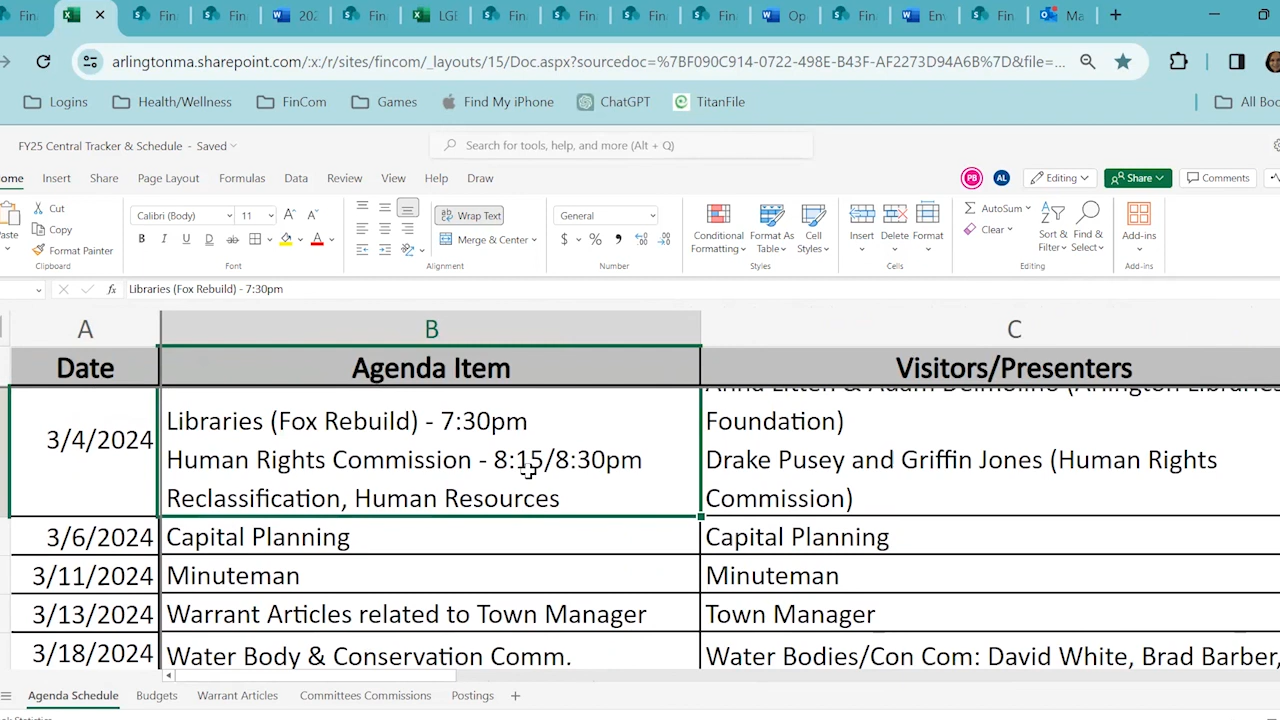 Fin
Fin
Fin
202
Fin
LGB
Fin
Fin
Fin
Fin
Op
Fin
Env
Fin
Ma
arlingtonma.sharepoint.com/:x:/r/sites/fincom/_layouts/15/Doc.aspx?sourcedoc=%7BF090C914-0722-498E-B43F-AF2273D94A6B%7D&file=...
Logins Health/Wellness FinCom Games Find My iPhone ChatGPT TitanFile All Boo
FY25 Central Tracker & Schedule - Saved
Search for tools, help, and more (Alt + Q)
ome Insert Share Page Layout Formulas Data Review View Help Draw
PB AL Editing Share Comments
Paste Cut Copy Format Painter Clipboard
Calibri (Body) 11 B I U D ab A Font
Wrap Text Merge & Center Alignment
General $ % Number
Conditional Formatting Format As Table Cell Styles Styles
Insert Delete Format Cells
AutoSum Clear Sort & Filter Find & Select Editing
Add-ins Add-ins
fx Libraries (Fox Rebuild) - 7:30pm
A B C
Date Agenda Item Visitors/Presenters
3/4/2024
Libraries (Fox Rebuild) - 7:30pm
Human Rights Commission - 8:15/8:30pm
Reclassification, Human Resources
(Arlington Libraries
Foundation)
Drake Pusey and Griffin Jones (Human Rights
Commission)
3/6/2024 Capital Planning Capital Planning
3/11/2024 Minuteman Minuteman
3/13/2024 Warrant Articles related to Town Manager Town Manager
3/18/2024 Water Body & Conservation Comm. Water Bodies/Con Com: David White, Brad Barber,
Agenda Schedule Budgets Warrant Articles Committees Commissions Postings